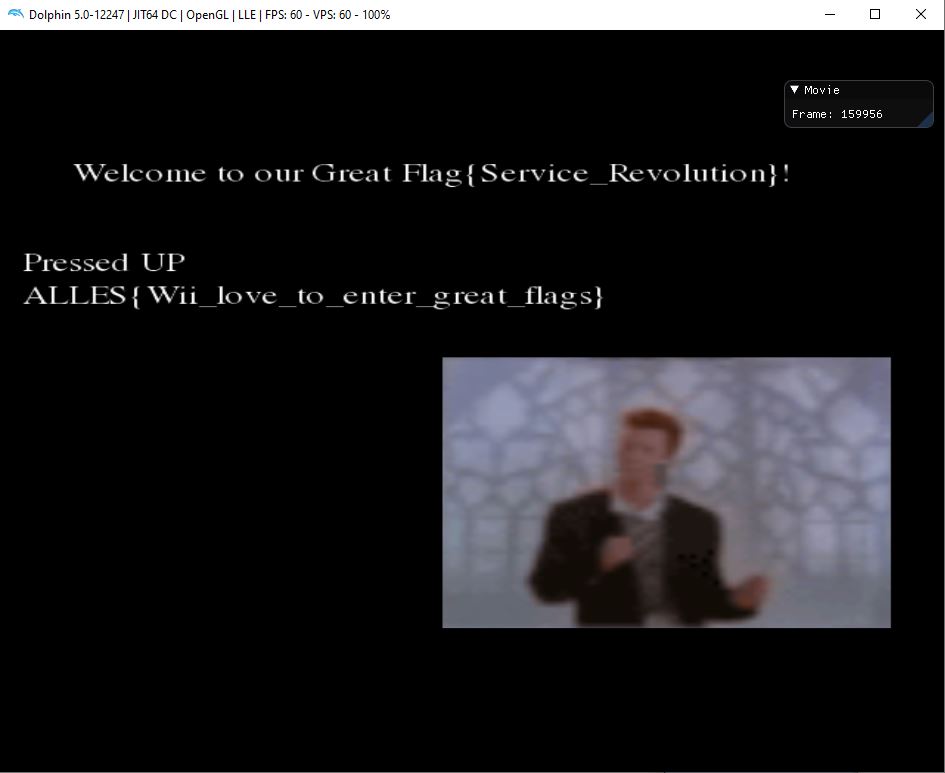 Dolphin 5.0-12247 | JIT64 DC | OpenGL | LLE | FPS: 60 - VPS: 60 - 100%
Movie
Frame: 159956
Welcome to our Great Flag{Service_Revolution}!
Pressed UP
ALLES{Wii_love_to_enter_great_flags}